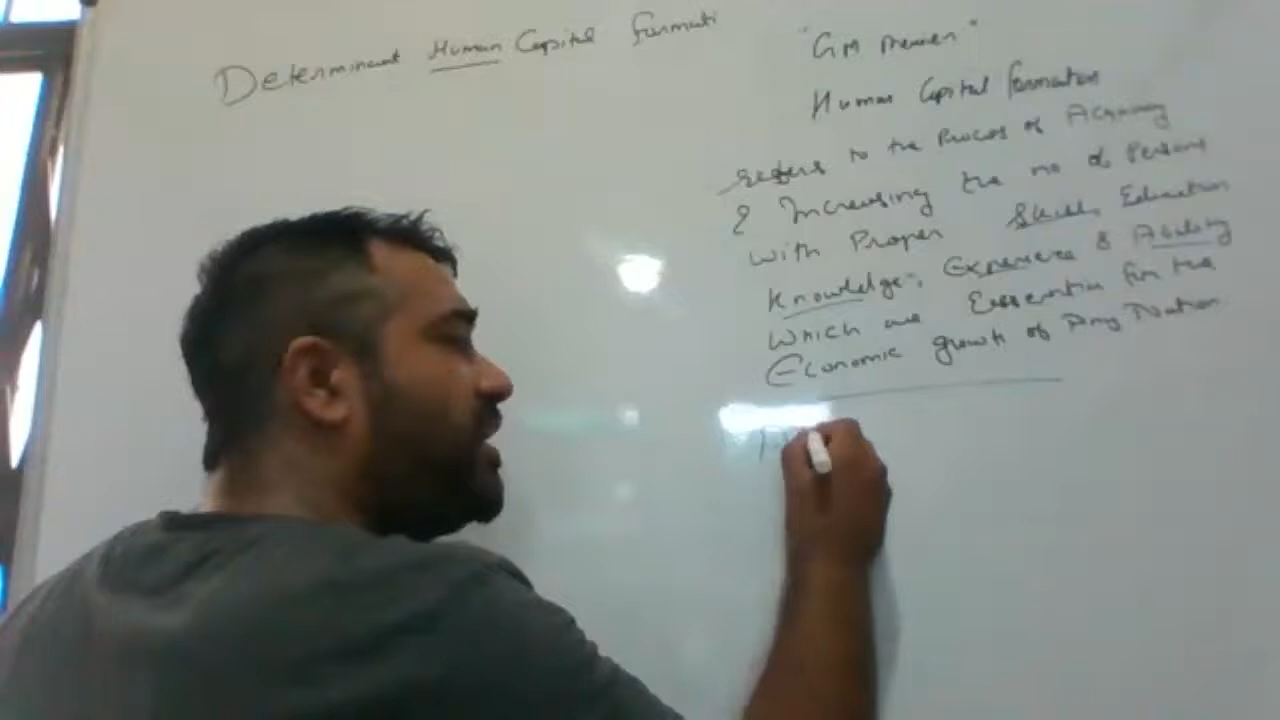 Determinant Human Capital formati
"GM Meier"
Human Capital formation
refers to the Process of Acquiring
& Increasing the no of Persons
with Proper Skills, Education
Knowledge, Experience & Ability
which are Essential for the
Economic growth of Any Nation